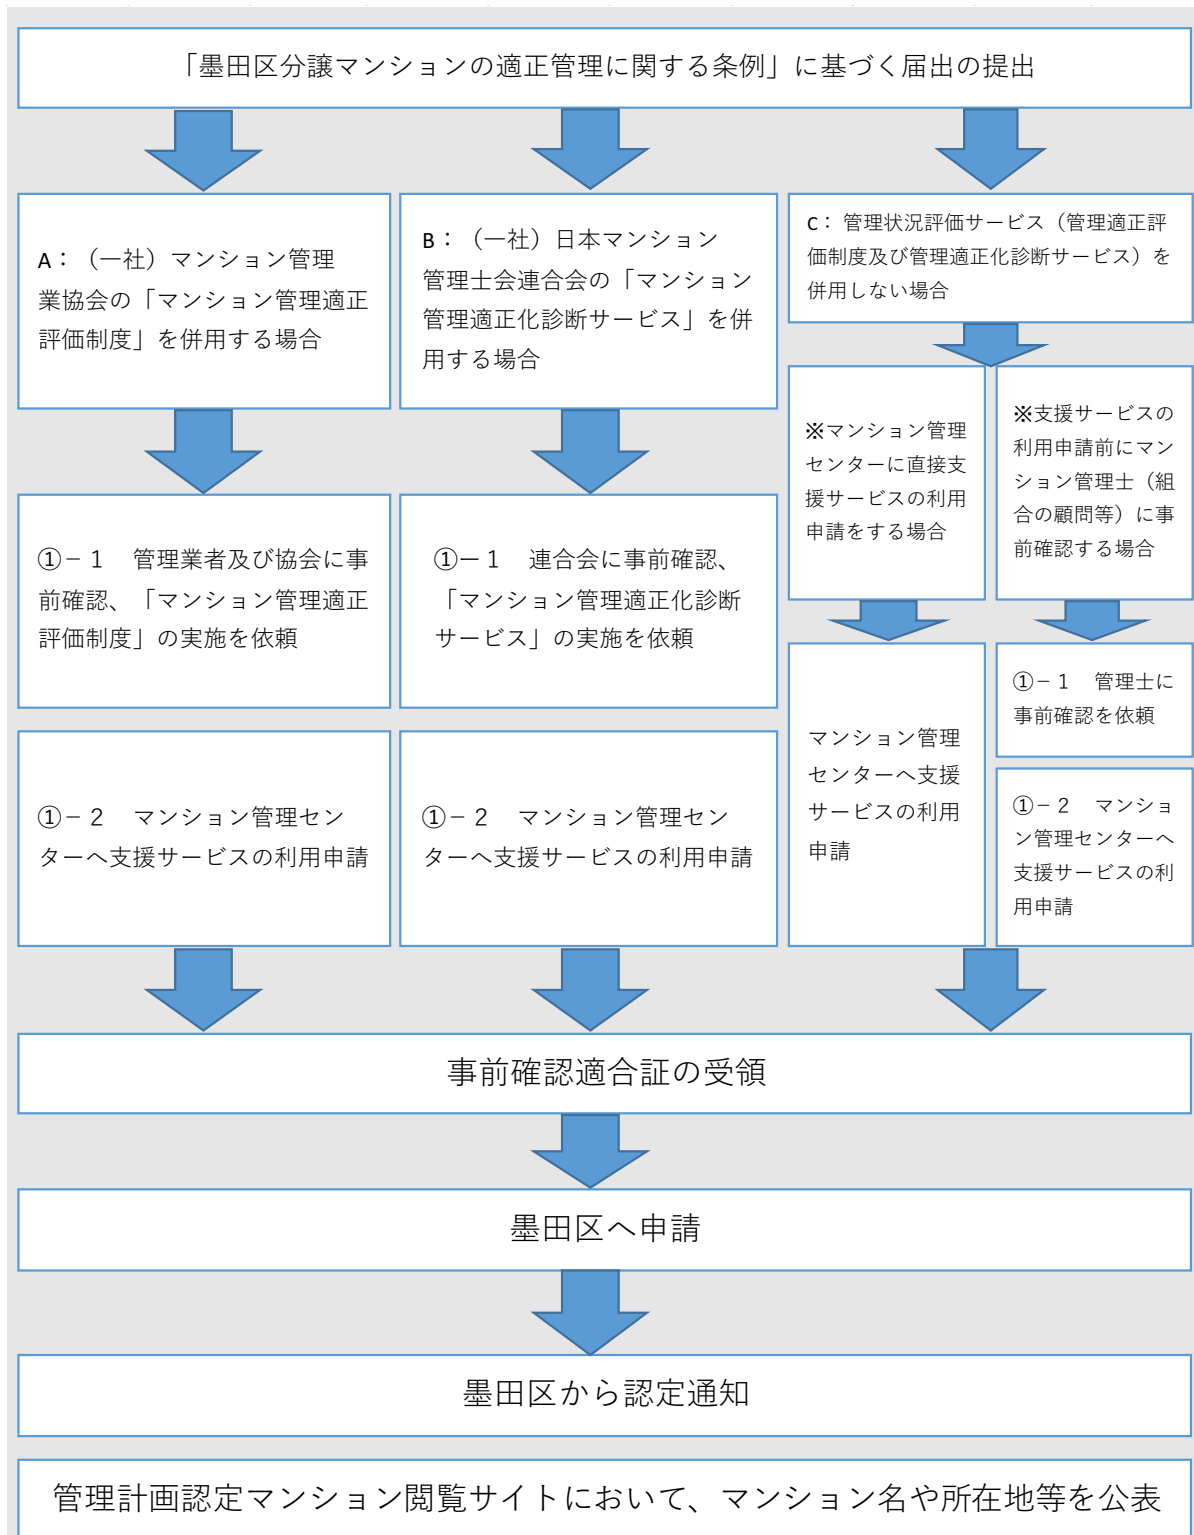 「墨田区分譲マンションの適正管理に関する条例」に基づく届出の提出
A：（一社）マンション管理
業協会の「マンション管理適正
評価制度」を併用する場合
B：（一社）日本マンション
管理士会連合会の「マンション
管理適正化診断サービス」を併
用する場合
C： 管理状況評価サービス（管理適正評
価制度及び管理適正化診断サービス）を
併用しない場合
※マンション管理
センターに直接支
援サービスの利用
申請をする場合
※支援サービスの
利用申請前にマン
ション管理士（組
合の顧問等）に事
前確認する場合
①－１　管理業者及び協会に事
前確認、「マンション管理適正
評価制度」の実施を依頼
①ー１　連合会に事前確認、
「マンション管理適正化診断
サービス」の実施を依頼
マンション管理
センターへ支援
サービスの利用
申請
①－１　管理士に
事前確認を依頼
①－２　マンション管理セン
ターへ支援サービスの利用申請
①－２　マンション管理セン
ターへ支援サービスの利用申請
①－２　マンショ
ン管理センターへ
支援サービスの利
用申請
事前確認適合証の受領
墨田区へ申請
墨田区から認定通知
管理計画認定マンション閲覧サイトにおいて、マンション名や所在地等を公表